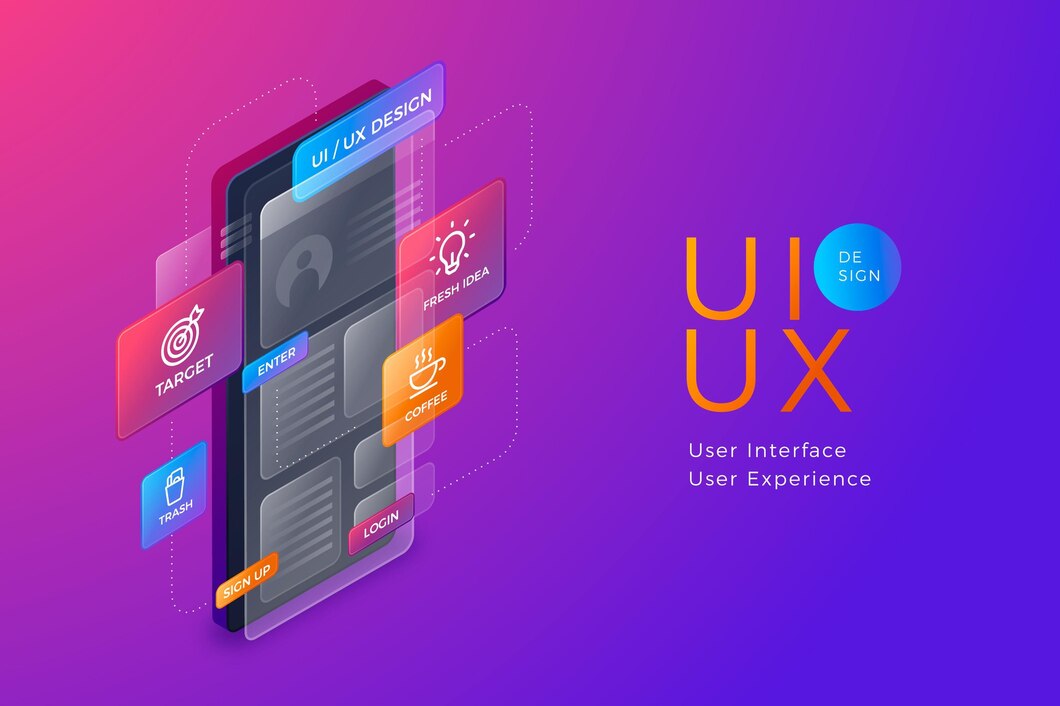 UI / UX DESIGN
FRESH IDEA
TARGET
ENTER
COFFEE
TRASH
LOGIN
SIGN UP
UI
DE
SIGN
UX
User Interface
User Experience